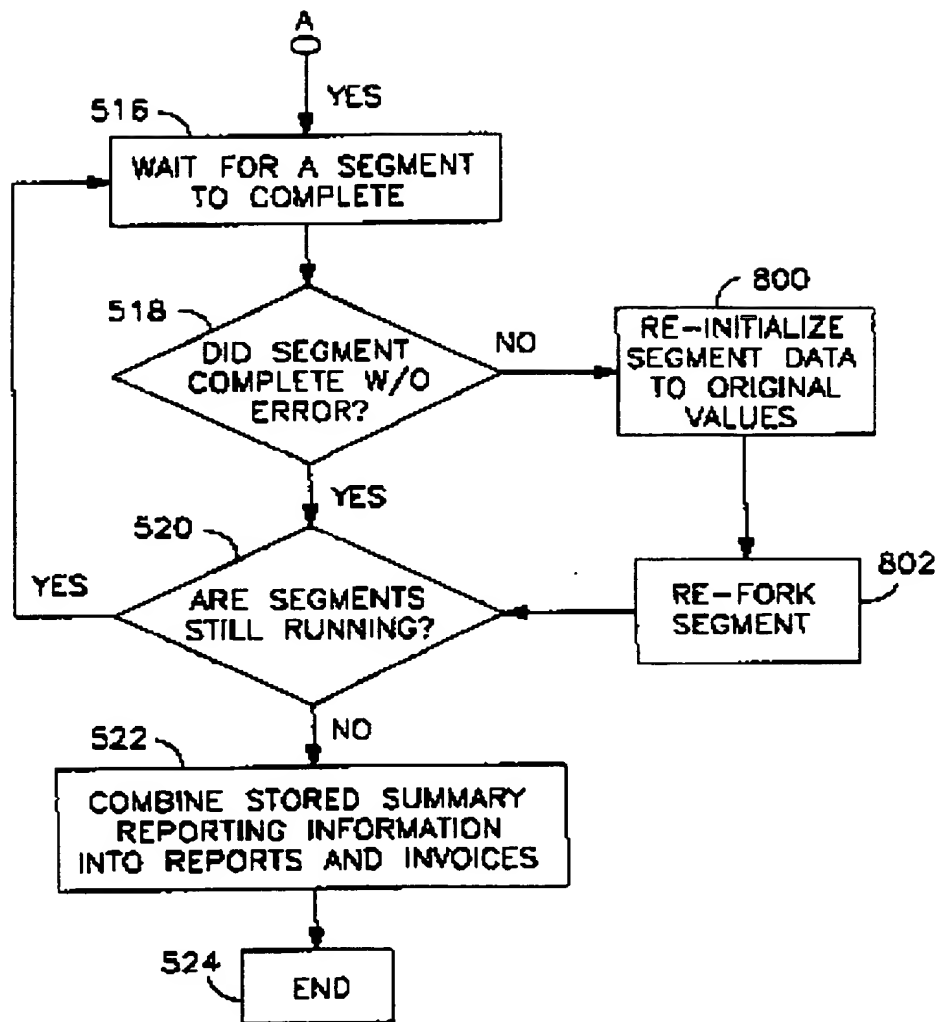 A
YES
516
WAIT FOR A SEGMENT
TO COMPLETE
518
DID SEGMENT
COMPLETE W/O
ERROR?
NO
800
RE-INITIALIZE
SEGMENT DATA
TO ORIGINAL
VALUES
YES
520
YES
ARE SEGMENTS
STILL RUNNING?
RE-FORK
SEGMENT
802
NO
522
COMBINE STORED SUMMARY
REPORTING INFORMATION
INTO REPORTS AND INVOICES
524
END